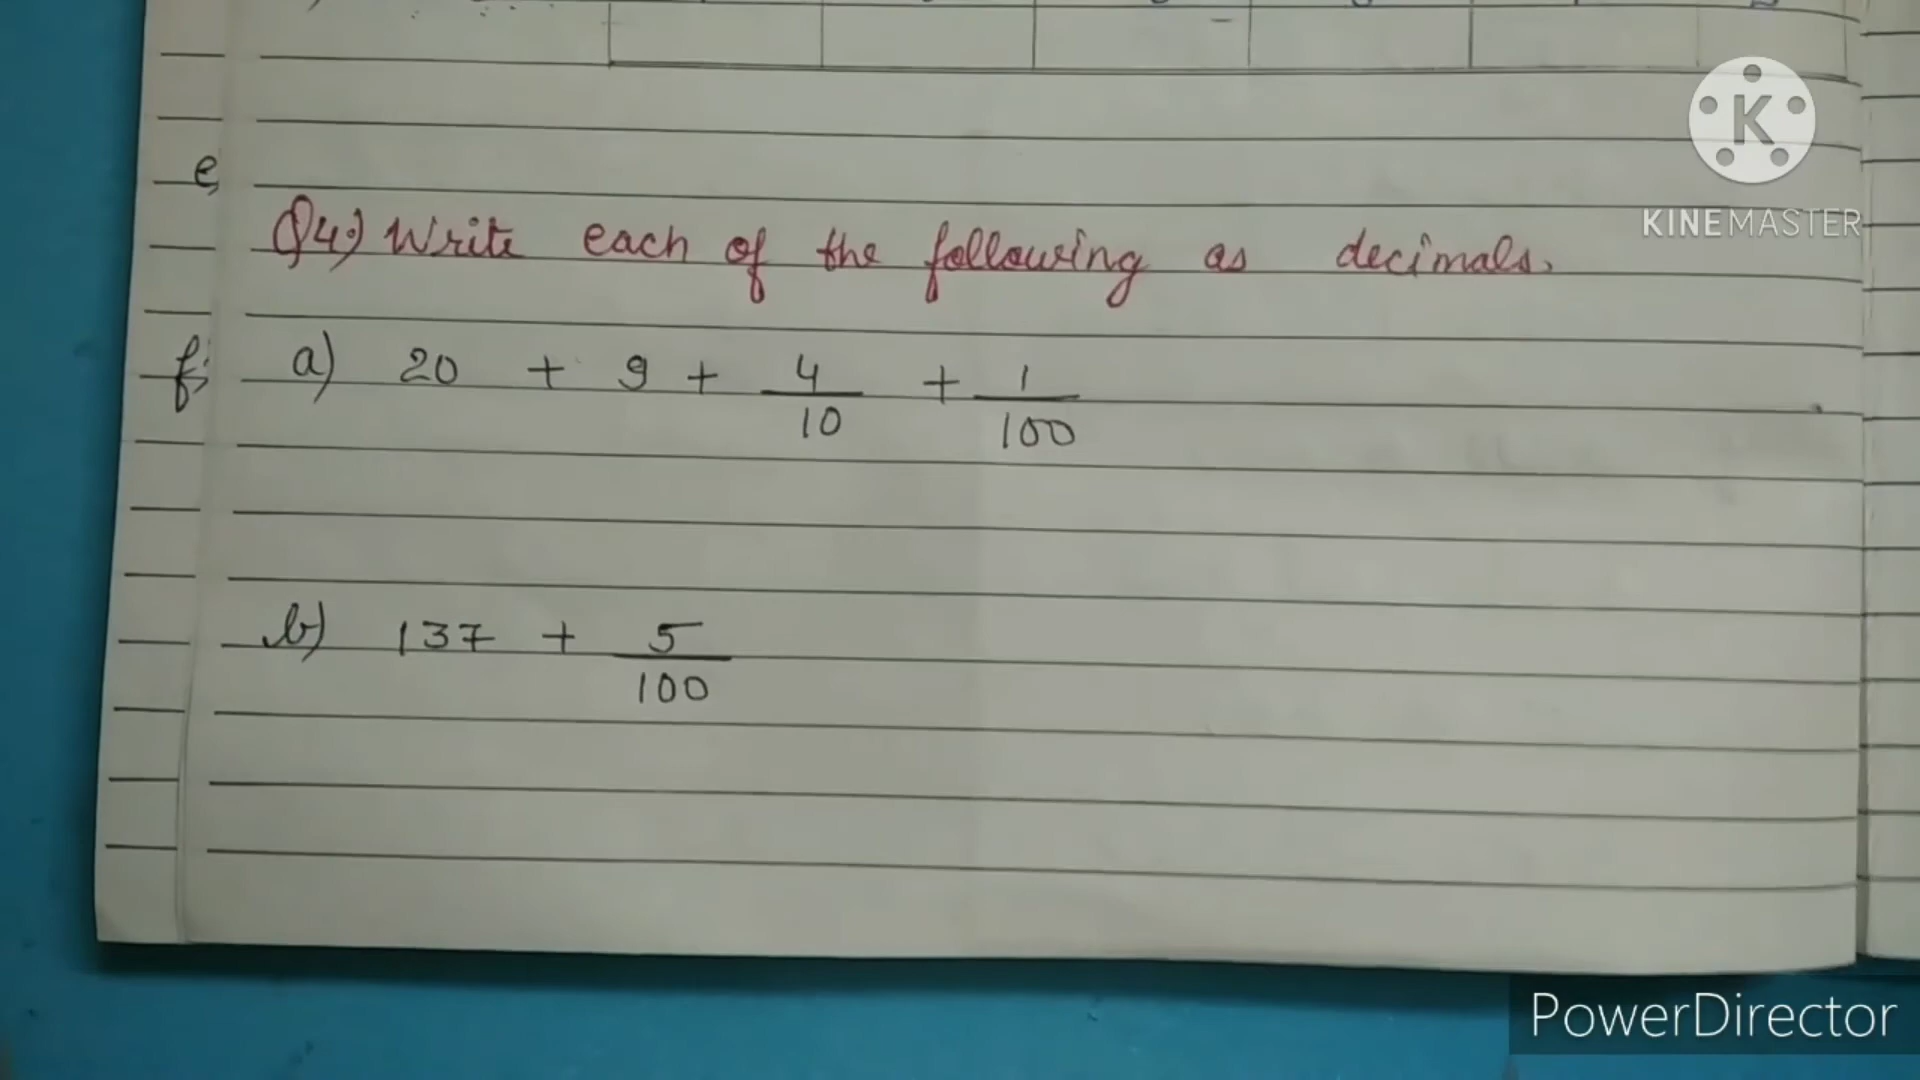 e
Q4.) Write each of the following as decimals.
f;
a) 20 + 9 + 4/10 + 1/100
b) 137 + 5/100
K
KINEMASTER
PowerDirector